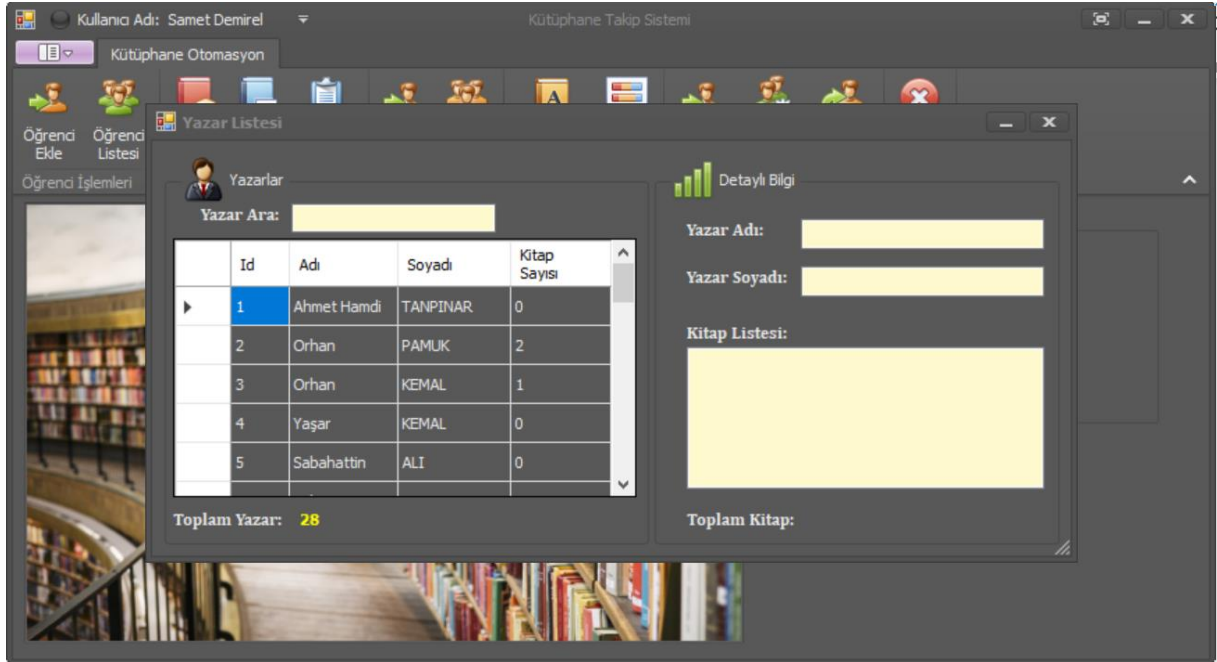 Kullanıcı Adı: Samet Demirel
Kütüphane Takip Sistemi
Kütüphane Otomasyon
Öğrenci Ekle
Öğrenci Listesi
Öğrenci İşlemleri
Yazar Listesi
Yazarlar
Yazar Ara:
Id Adı Soyadı Kitap Sayısı
1 Ahmet Hamdi TANPINAR 0
2 Orhan PAMUK 2
3 Orhan KEMAL 1
4 Yaşar KEMAL 0
5 Sabahattin ALI 0
Toplam Yazar: 28
Detaylı Bilgi
Yazar Adı:
Yazar Soyadı:
Kitap Listesi:
Toplam Kitap: